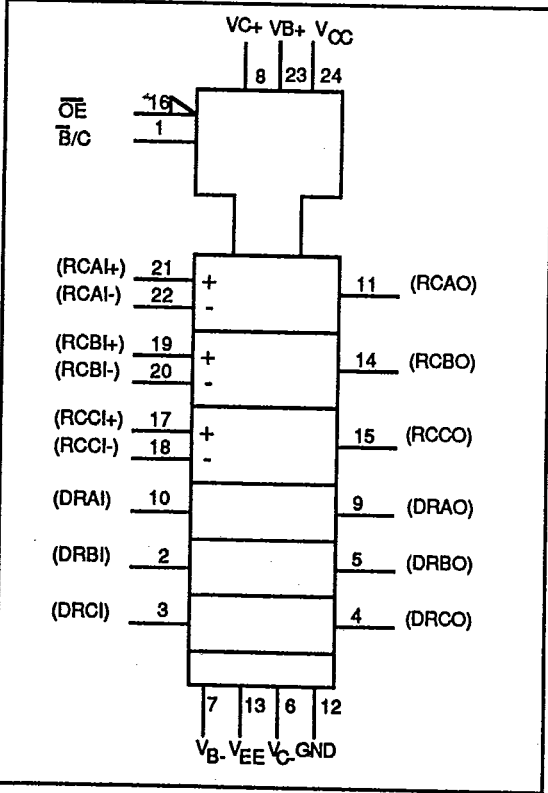 VC+ VB+ VCC
8 23 24
OE 16
B/C 1
(RCAI+) 21 +
(RCAI-) 22 -
11 (RCAO)
(RCBI+) 19 +
(RCBI-) 20 -
14 (RCBO)
(RCCI+) 17 +
(RCCI-) 18 -
15 (RCCO)
(DRAI) 10
9 (DRAO)
(DRBI) 2
5 (DRBO)
(DRCI) 3
4 (DRCO)
7 13 6 12
VB- VEE VC- GND